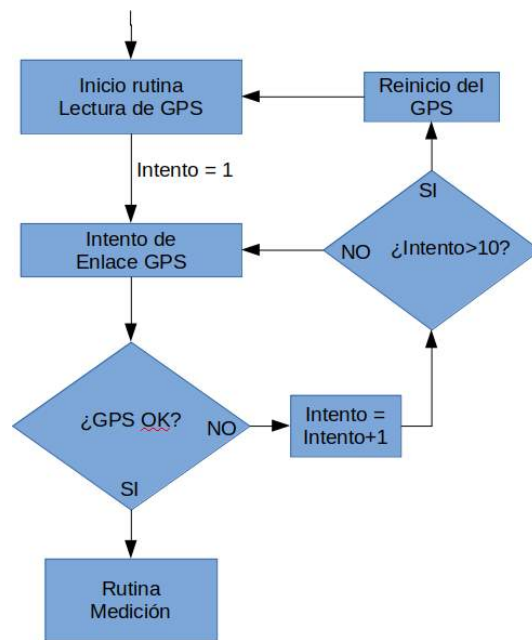 Inicio rutina
Lectura de GPS
Reinicio del
GPS
Intento = 1
SI
Intento de
Enlace GPS
NO
¿Intento>10?
¿GPS OK?
NO
Intento =
Intento+1
SI
Rutina
Medición